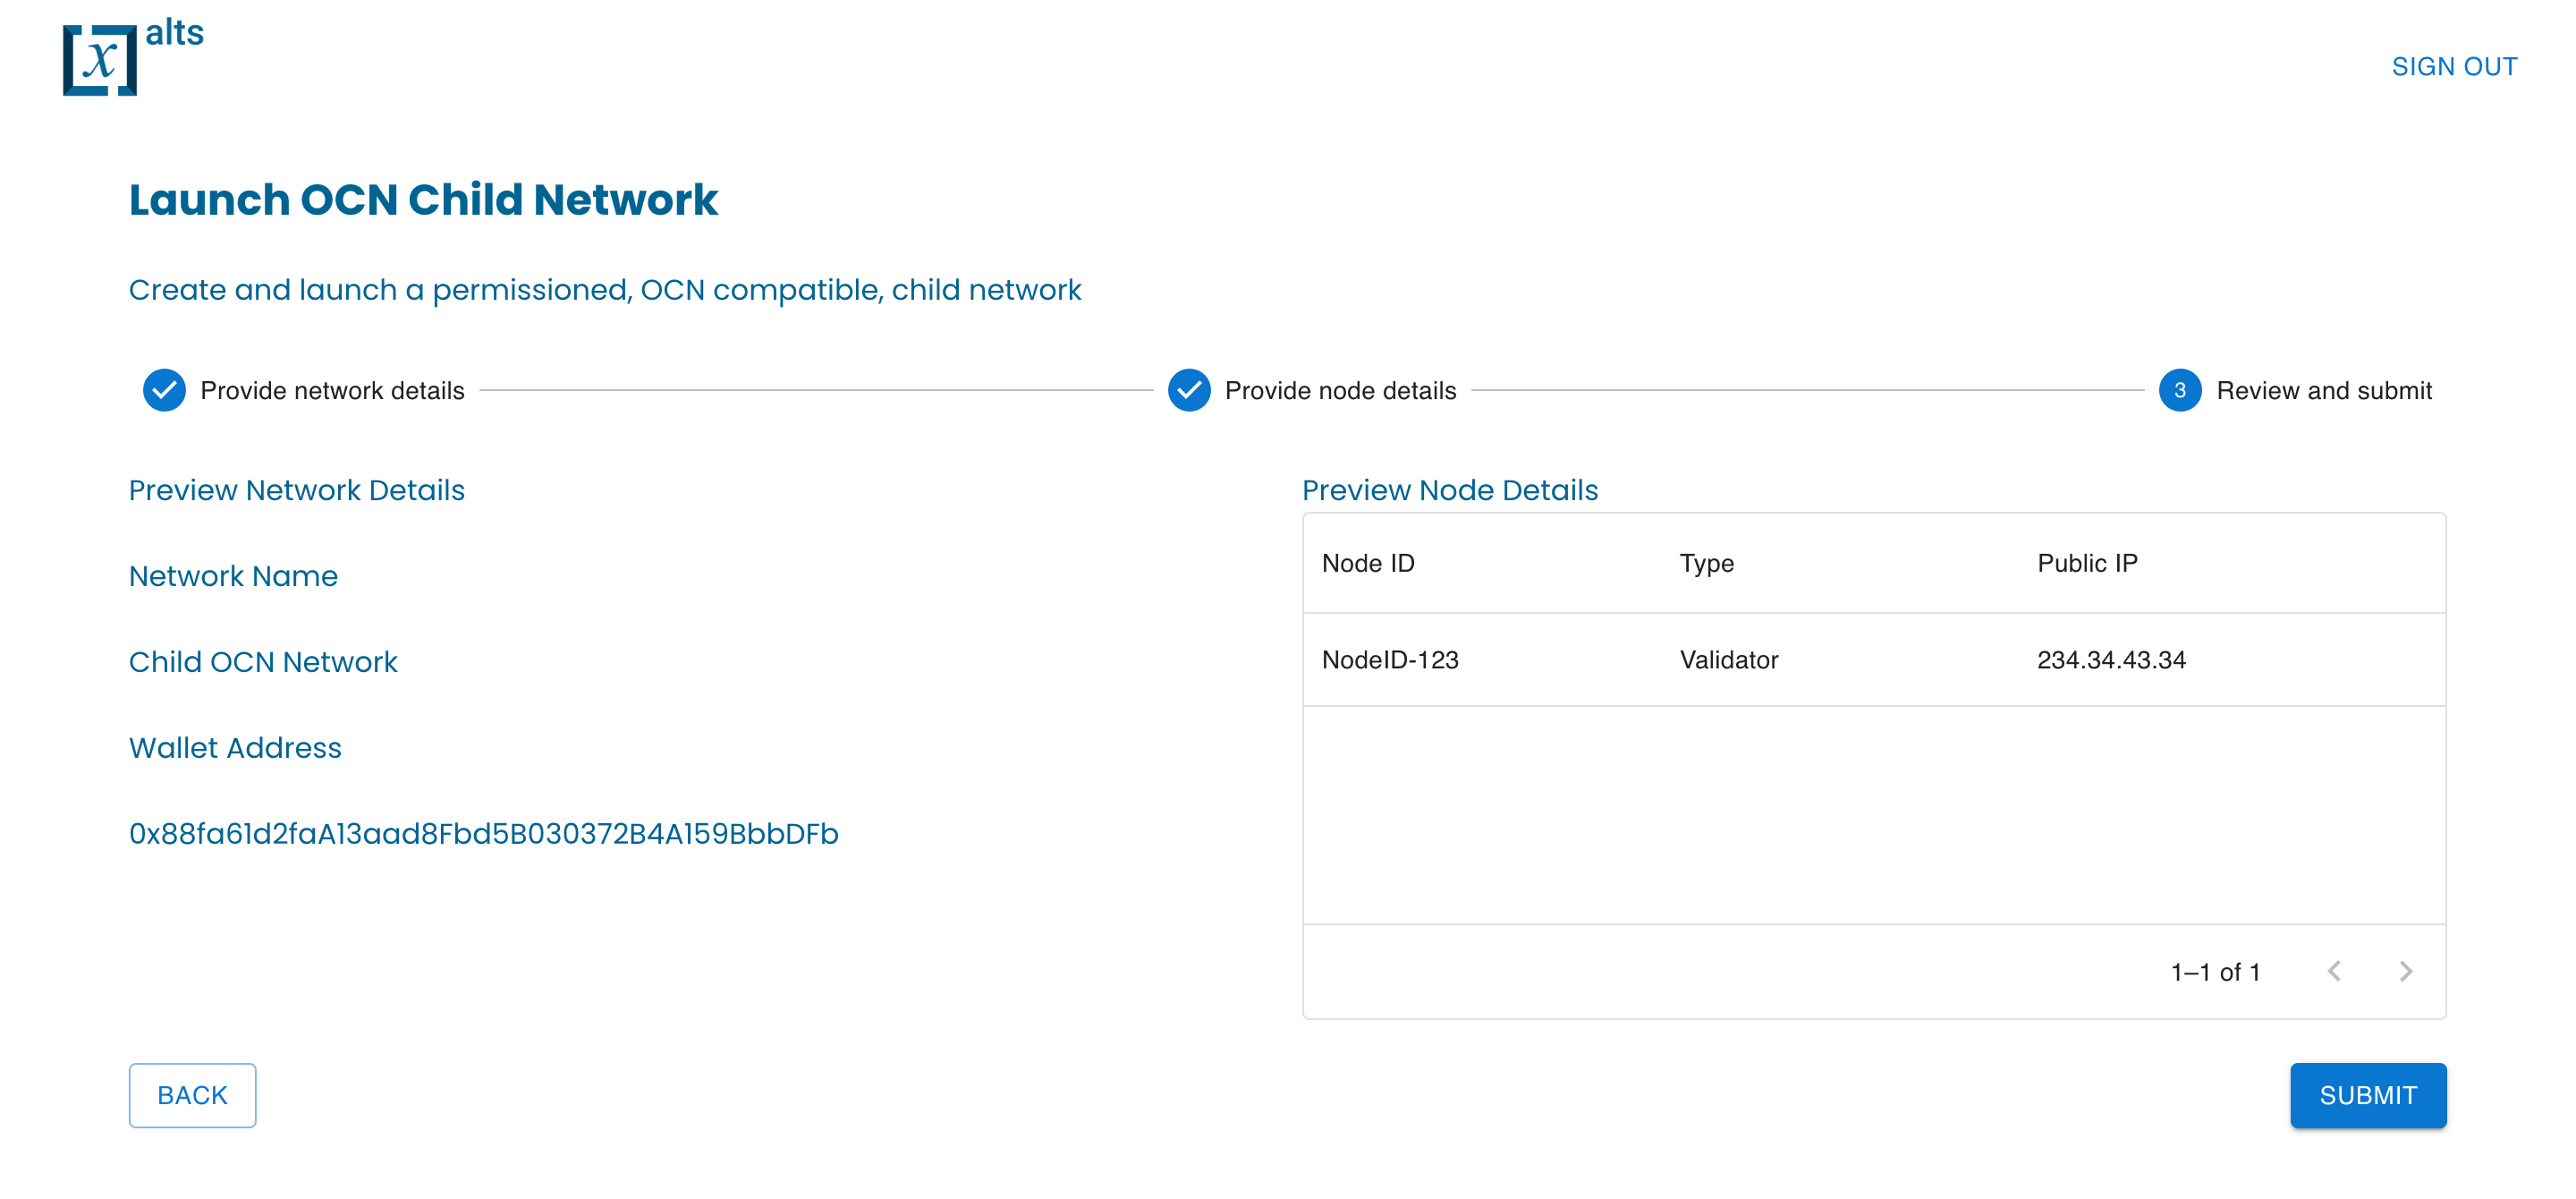 [x] alts
SIGN OUT
Launch OCN Child Network
Create and launch a permissioned, OCN compatible, child network
Provide network details
Provide node details
3 Review and submit
Preview Network Details
Network Name
Child OCN Network
Wallet Address
0x88fa61d2faA13aad8Fbd5B030372B4A159BbbDFb
Preview Node Details
Node ID Type Public IP
NodeID-123 Validator 234.34.43.34
1–1 of 1
BACK
SUBMIT